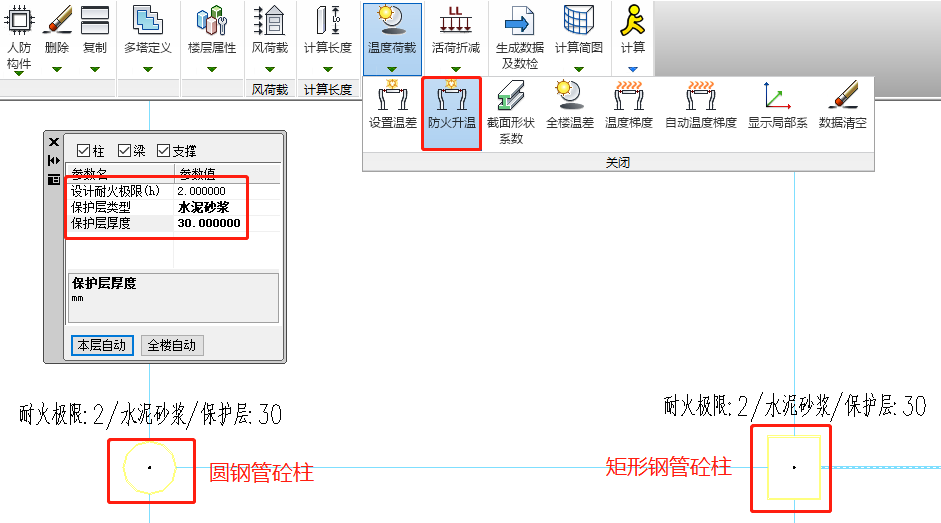 人防构件
删除
复制
多塔定义
楼层属性
风荷载
计算长度
温度荷载
LL
活荷折减
生成数据及数检
计算简图
计算
风荷载
计算长度
设置温差
防火升温
截面形状系数
全楼温差
温度梯度
自动温度梯度
显示局部系
数据清空
关闭
柱 梁 支撑
参数名 参数值
设计耐火极限(h) 2.000000
保护层类型 水泥砂浆
保护层厚度 30.000000
保护层厚度
mm
本层自动 全楼自动
耐火极限:2/水泥砂浆/保护层:30
耐火极限:2/水泥砂浆/保护层:30
圆钢管砼柱
矩形钢管砼柱